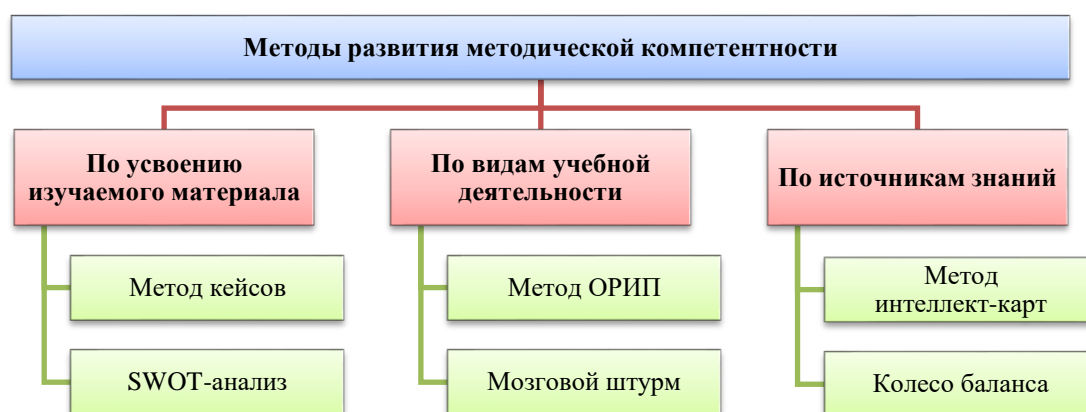 Методы развития методической компетентности
По усвоению
изучаемого материала
По видам учебной
деятельности
По источникам знаний
Метод кейсов
Метод ОРИП
Метод
интеллект-карт
SWOT-анализ
Мозговой штурм
Колесо баланса